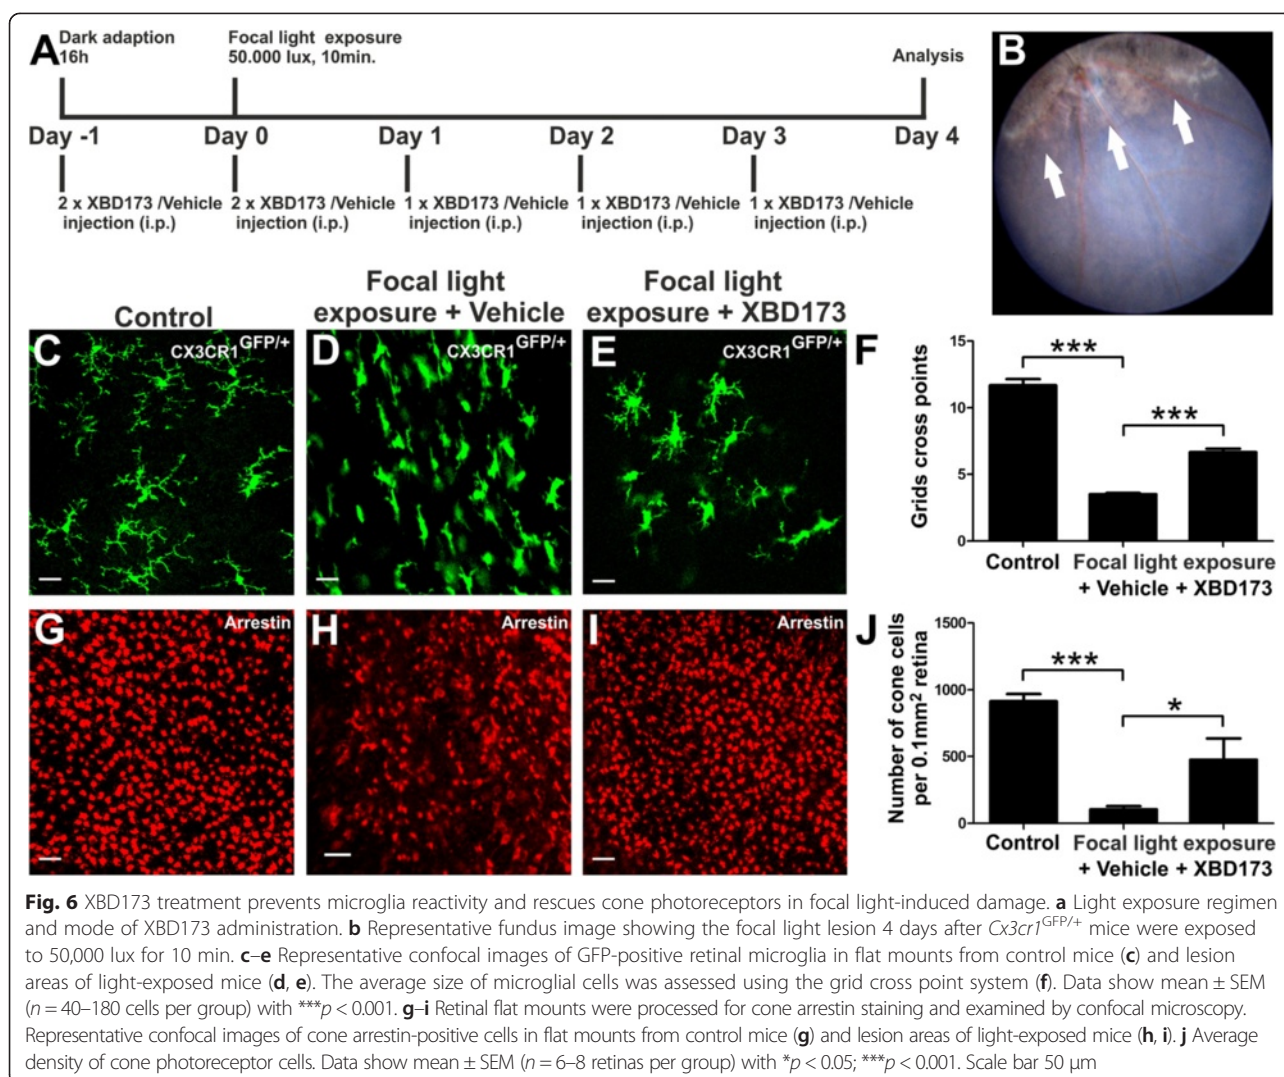 A
Dark adaption
16h
Focal light exposure
50.000 lux, 10min.
Analysis
Day -1
Day 0
Day 1
Day 2
Day 3
Day 4
2 x XBD173 /Vehicle
injection (i.p.)
2 x XBD173 /Vehicle
injection (i.p.)
1 x XBD173 /Vehicle
injection (i.p.)
1 x XBD173 /Vehicle
injection (i.p.)
1 x XBD173 /Vehicle
injection (i.p.)
B
Control
Focal light
exposure + Vehicle
Focal light
exposure + XBD173
C
CX3CR1GFP/+
D
CX3CR1GFP/+
E
CX3CR1GFP/+
F
Grids cross points
15
10
5
0
***
***
Control
Focal light exposure
+ Vehicle + XBD173
G
Arrestin
H
Arrestin
I
Arrestin
J
Number of cone cells
per 0.1mm² retina
1500
1000
500
0
***
*
Control
Focal light exposure
+ Vehicle + XBD173
Fig. 6 XBD173 treatment prevents microglia reactivity and rescues cone photoreceptors in focal light-induced damage. a Light exposure regimen
and mode of XBD173 administration. b Representative fundus image showing the focal light lesion 4 days after Cx3cr1GFP/+ mice were exposed
to 50,000 lux for 10 min. c–e Representative confocal images of GFP-positive retinal microglia in flat mounts from control mice (c) and lesion
areas of light-exposed mice (d, e). The average size of microglial cells was assessed using the grid cross point system (f). Data show mean ± SEM
(n = 40–180 cells per group) with ***p < 0.001. g–i Retinal flat mounts were processed for cone arrestin staining and examined by confocal microscopy.
Representative confocal images of cone arrestin-positive cells in flat mounts from control mice (g) and lesion areas of light-exposed mice (h, i). j Average
density of cone photoreceptor cells. Data show mean ± SEM (n = 6–8 retinas per group) with *p < 0.05; ***p < 0.001. Scale bar 50 μm